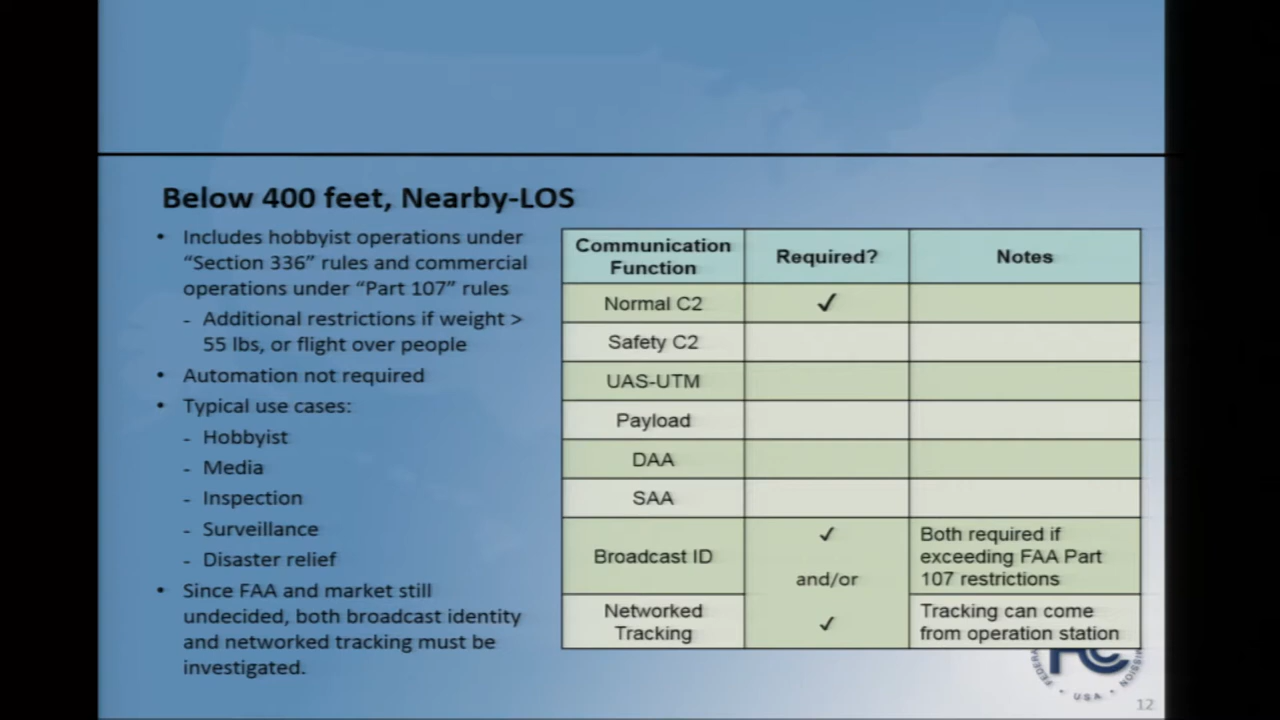 Below 400 feet, Nearby-LOS
• Includes hobbyist operations under
“Section 336” rules and commercial
operations under “Part 107” rules
- Additional restrictions if weight >
55 lbs, or flight over people
• Automation not required
• Typical use cases:
- Hobbyist
- Media
- Inspection
- Surveillance
- Disaster relief
• Since FAA and market still
undecided, both broadcast identity
and networked tracking must be
investigated.
Communication
Function
Required?
Notes
Normal C2
✓
Safety C2
UAS-UTM
Payload
DAA
SAA
Broadcast ID
✓
and/or
Both required if
exceeding FAA Part
107 restrictions
Networked
Tracking
✓
Tracking can come
from operation station
FC
USA
12